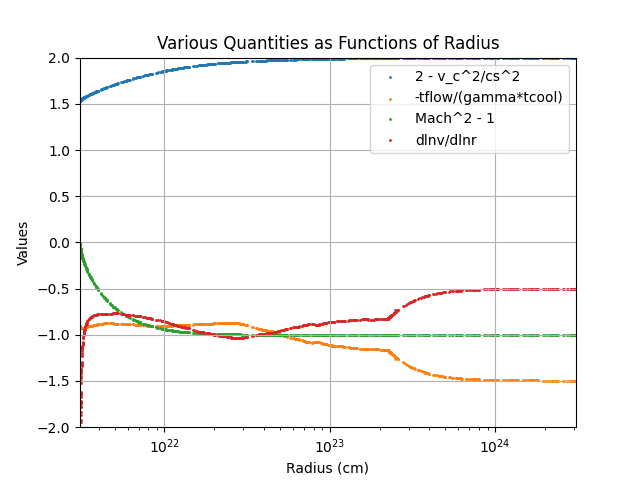 Various Quantities as Functions of Radius
2.0
1.5
1.0
0.5
0.0
−0.5
−1.0
−1.5
−2.0
Values
2 - v_c^2/cs^2
-tflow/(gamma*tcool)
Mach^2 - 1
dlnv/dlnr
10^22
10^23
10^24
Radius (cm)